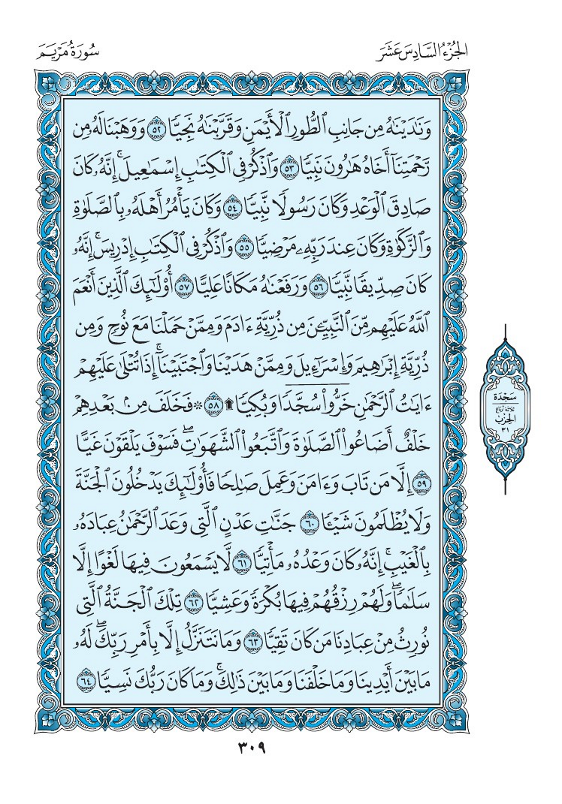 الجُزْءُ السَّادِسَ عَشَرَ
سُورَةُ مَرْيَمَ
وَنَٰدَيْنَٰهُ مِن جَانِبِ ٱلطُّورِ ٱلْأَيْمَنِ وَقَرَّبْنَٰهُ نَجِيًّا ٥٢ وَوَهَبْنَا لَهُۥ مِن
رَّحْمَتِنَآ أَخَاهُ هَٰرُونَ نَبِيًّا ٥٣ وَٱذْكُرْ فِي ٱلْكِتَٰبِ إِسْمَٰعِيلَۚ إِنَّهُۥ كَانَ
صَادِقَ ٱلْوَعْدِ وَكَانَ رَسُولًا نَّبِيًّا ٥٤ وَكَانَ يَأْمُرُ أَهْلَهُۥ بِٱلصَّلَوٰةِ
وَٱلزَّكَوٰةِ وَكَانَ عِندَ رَبِّهِۦ مَرْضِيًّا ٥٥ وَٱذْكُرْ فِي ٱلْكِتَٰبِ إِدْرِيسَۚ إِنَّهُۥ
كَانَ صِدِّيقًا نَّبِيًّا ٥٦ وَرَفَعْنَٰهُ مَكَانًا عَلِيًّا ٥٧ أُو۟لَٰٓئِكَ ٱلَّذِينَ أَنْعَمَ
ٱللَّهُ عَلَيْهِم مِّنَ ٱلنَّبِيِّـۧنَ مِن ذُرِّيَّةِ ءَادَمَ وَمِمَّنْ حَمَلْنَا مَعَ نُوحٍ وَمِن
ذُرِّيَّةِ إِبْرَٰهِيمَ وَإِسْرَٰٓءِيلَ وَمِمَّنْ هَدَيْنَا وَٱجْتَبَيْنَآۚ إِذَا تُتْلَىٰ عَلَيْهِمْ
ءَايَٰتُ ٱلرَّحْمَٰنِ خَرُّوا۟ سُجَّدًا وَبُكِيًّا ۩ ٥٨ ۞ فَخَلَفَ مِنۢ بَعْدِهِمْ
خَلْفٌ أَضَاعُوا۟ ٱلصَّلَوٰةَ وَٱتَّبَعُوا۟ ٱلشَّهَوَٰتِۖ فَسَوْفَ يَلْقَوْنَ غَيًّا
٥٩ إِلَّا مَن تَابَ وَءَامَنَ وَعَمِلَ صَٰلِحًا فَأُو۟لَٰٓئِكَ يَدْخُلُونَ ٱلْجَنَّةَ
وَلَا يُظْلَمُونَ شَيْـًٔا ٦٠ جَنَّٰتِ عَدْنٍ ٱلَّتِي وَعَدَ ٱلرَّحْمَٰنُ عِبَادَهُۥ
بِٱلْغَيْبِۚ إِنَّهُۥ كَانَ وَعْدُهُۥ مَأْتِيًّا ٦١ لَّا يَسْمَعُونَ فِيهَا لَغْوًا إِلَّا
سَلَٰمًاۖ وَلَهُمْ رِزْقُهُمْ فِيهَا بُكْرَةً وَعَشِيًّا ٦٢ تِلْكَ ٱلْجَنَّةُ ٱلَّتِي
نُورِثُ مِنْ عِبَادِنَا مَن كَانَ تَقِيًّا ٦٣ وَمَا نَتَنَزَّلُ إِلَّا بِأَمْرِ رَبِّكَۖ لَهُۥ
مَا بَيْنَ أَيْدِينَا وَمَا خَلْفَنَا وَمَا بَيْنَ ذَٰلِكَۚ وَمَا كَانَ رَبُّكَ نَسِيًّا ٦٤
سَجْدَة
ثلاثة أرباع
الحِزْب
٣١
٣٠٩